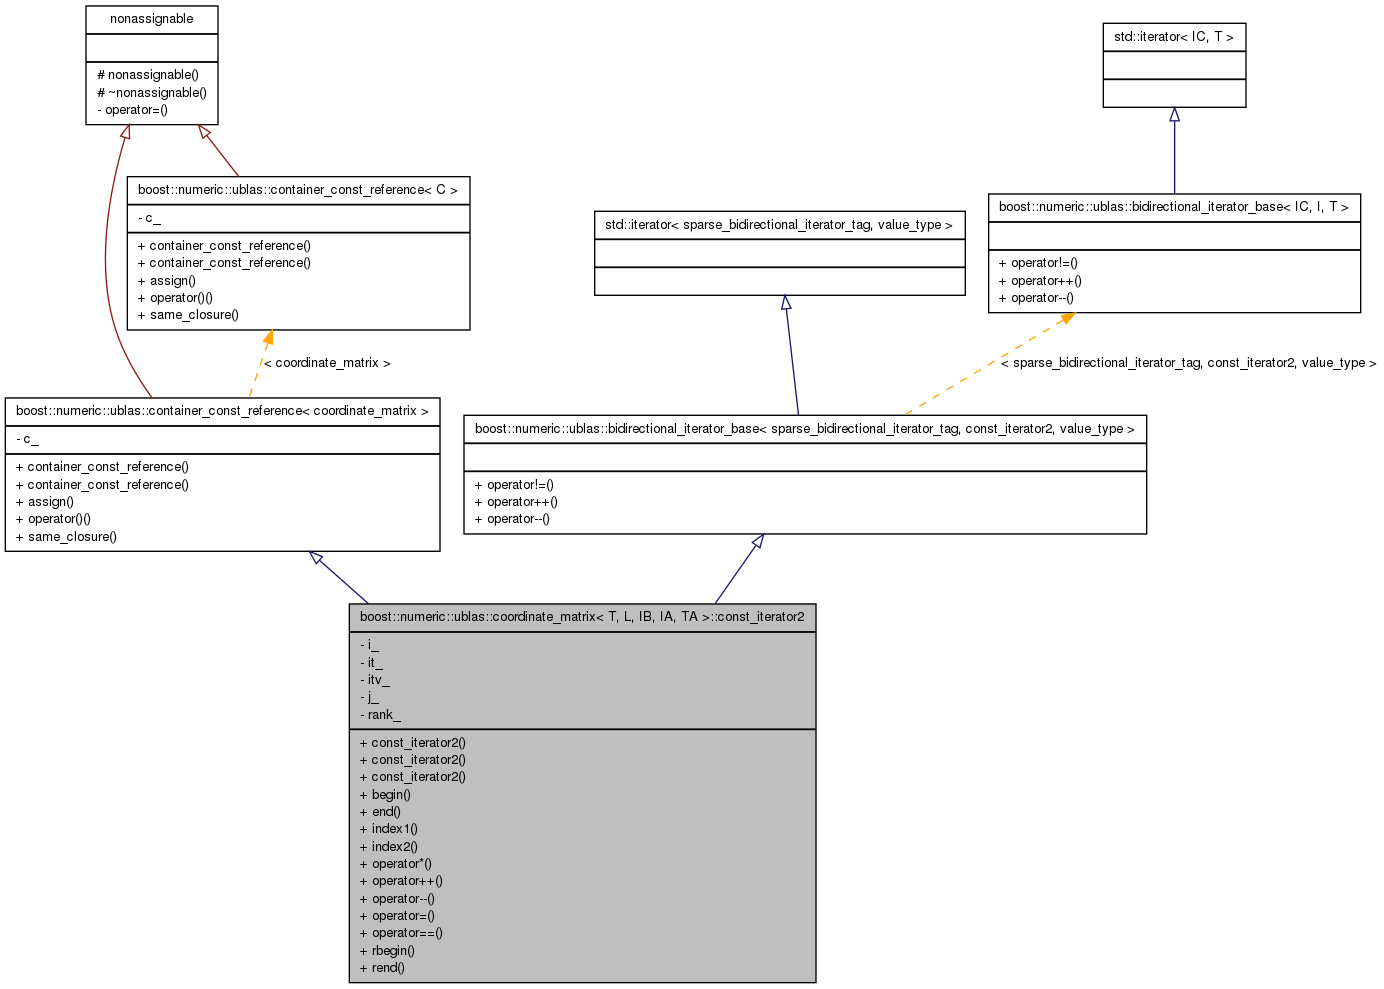 nonassignable
# nonassignable()
# ~nonassignable()
- operator=()
std::iterator< IC, T >
boost::numeric::ublas::container_const_reference< C >
- c_
+ container_const_reference()
+ container_const_reference()
+ assign()
+ operator()()
+ same_closure()
std::iterator< sparse_bidirectional_iterator_tag, value_type >
boost::numeric::ublas::bidirectional_iterator_base< IC, I, T >
+ operator!=()
+ operator++()
+ operator--()
< coordinate_matrix >
< sparse_bidirectional_iterator_tag, const_iterator2, value_type >
boost::numeric::ublas::container_const_reference< coordinate_matrix >
- c_
+ container_const_reference()
+ container_const_reference()
+ assign()
+ operator()()
+ same_closure()
boost::numeric::ublas::bidirectional_iterator_base< sparse_bidirectional_iterator_tag, const_iterator2, value_type >
+ operator!=()
+ operator++()
+ operator--()
boost::numeric::ublas::coordinate_matrix< T, L, IB, IA, TA >::const_iterator2
- i_
- it_
- itv_
- j_
- rank_
+ const_iterator2()
+ const_iterator2()
+ const_iterator2()
+ begin()
+ end()
+ index1()
+ index2()
+ operator*()
+ operator++()
+ operator--()
+ operator=()
+ operator==()
+ rbegin()
+ rend()